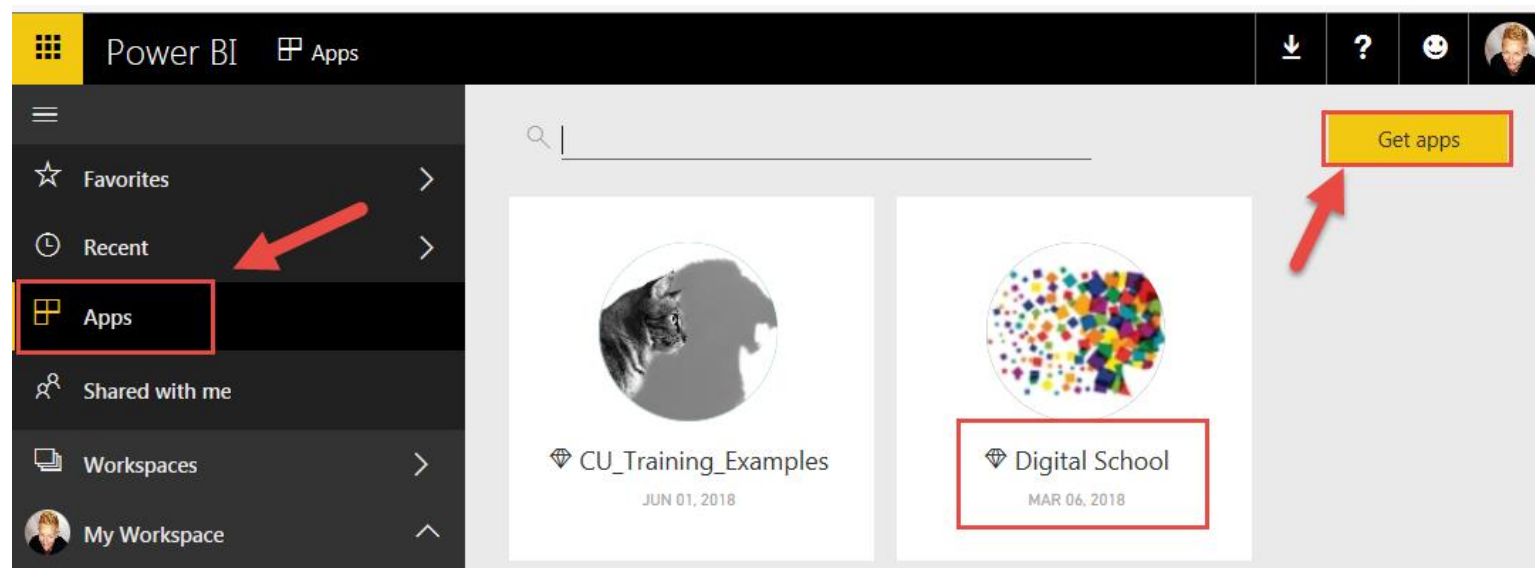 Power BI Apps ?
Get apps
Favorites
Recent
Apps
Shared with me
Workspaces
My Workspace
CU_Training_Examples
JUN 01, 2018
Digital School
MAR 06, 2018